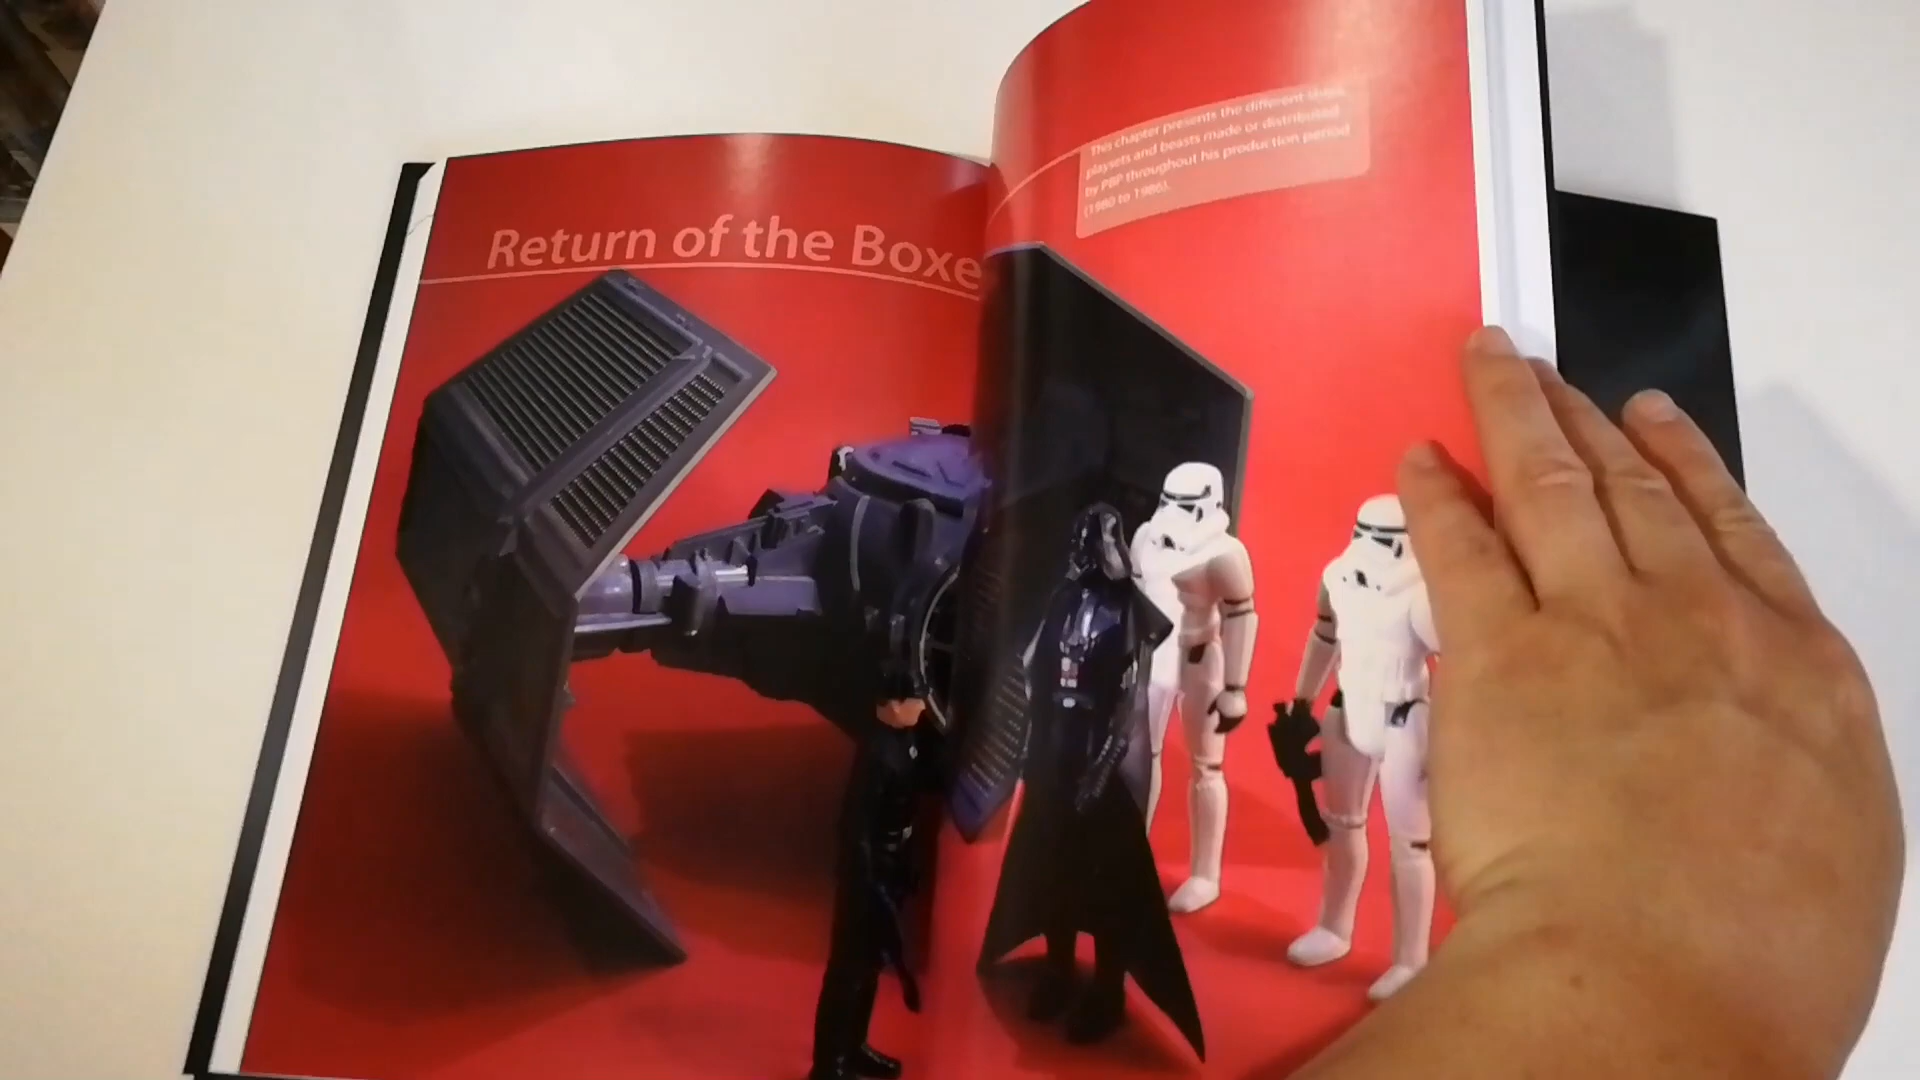 Return of the Boxe
This chapter presents the different ships,
playsets and beasts made or distributed
by PBP throughout his production period
(1980 to 1986).